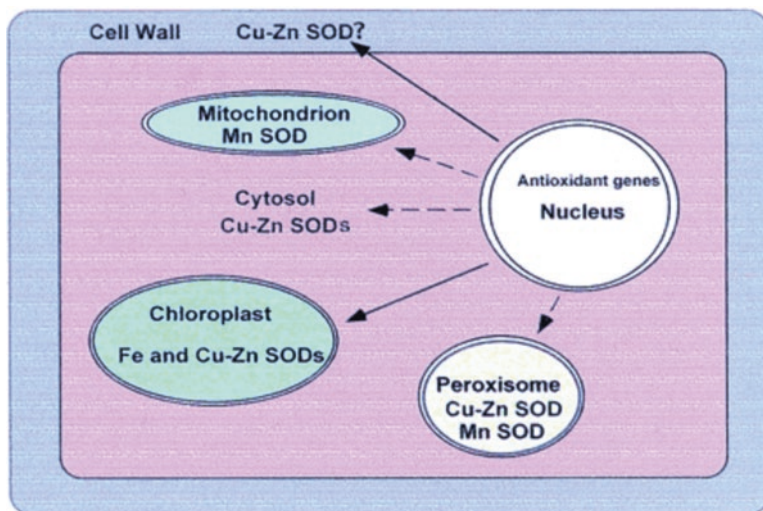 Cell Wall Cu-Zn SOD?
Mitochondrion
Mn SOD
Antioxidant genes
Nucleus
Cytosol
Cu-Zn SODs
Chloroplast
Fe and Cu-Zn SODs
Peroxisome
Cu-Zn SOD
Mn SOD